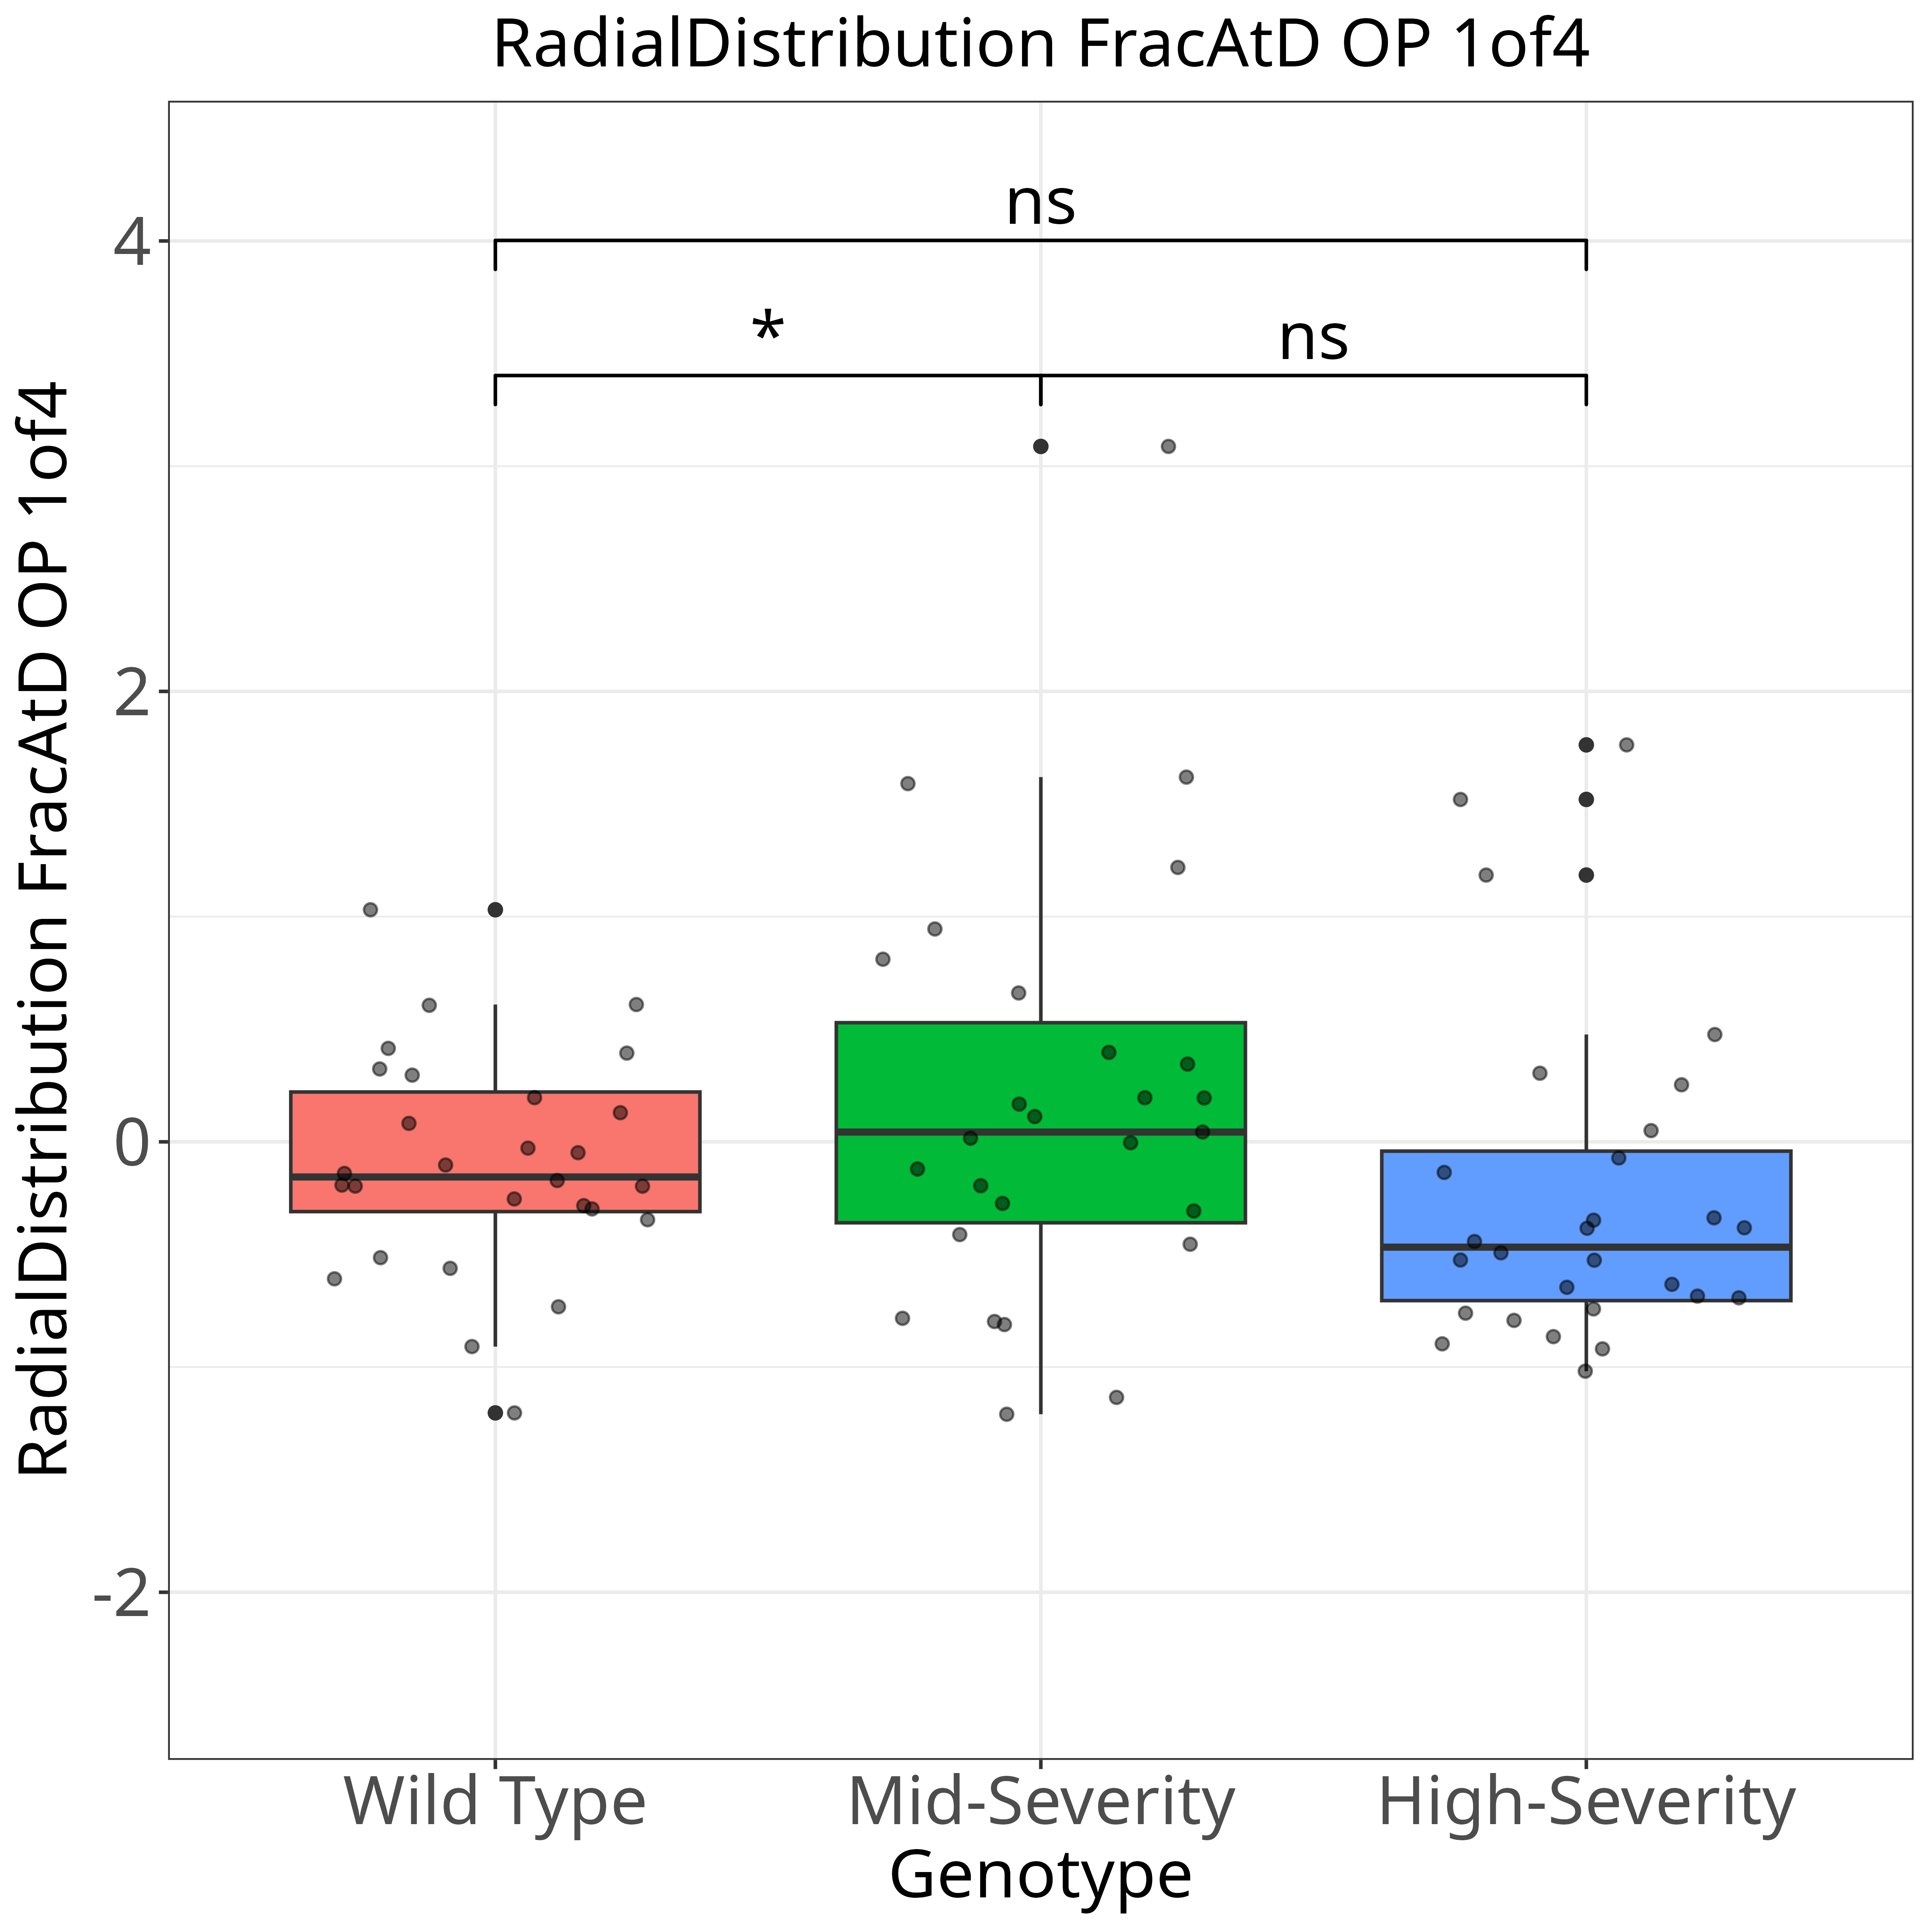 RadialDistribution FracAtD OP 1of4
RadialDistribution FracAtD OP 1of4
4
2
0
-2
ns
*
ns
Wild Type
Mid-Severity
High-Severity
Genotype